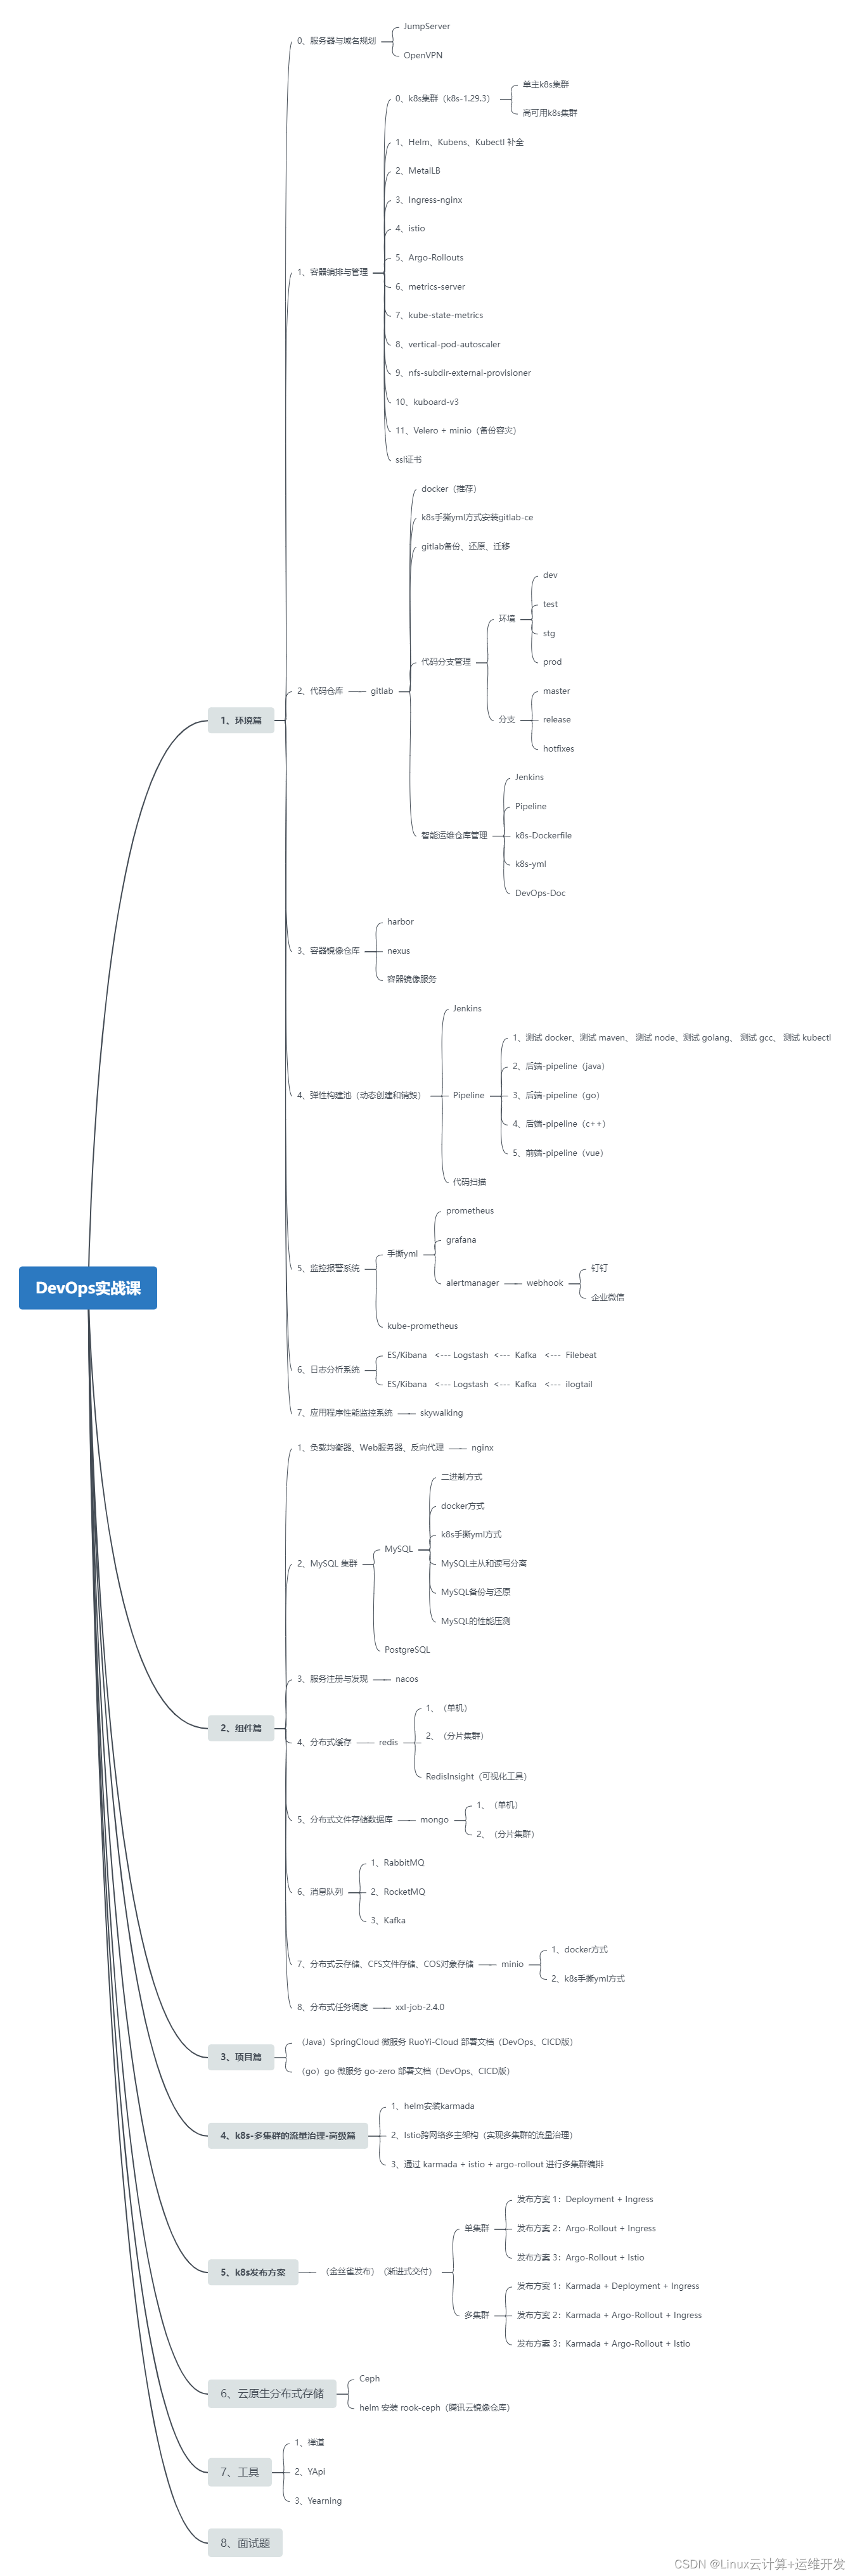 DevOps实战课
1、环境篇
0、服务器与域名规划
JumpServer
OpenVPN
1、容器编排与管理
0、k8s集群（k8s-1.29.3）
单主k8s集群
高可用k8s集群
1、Helm、Kubens、Kubectl 补全
2、MetalLB
3、Ingress-nginx
4、istio
5、Argo-Rollouts
6、metrics-server
7、kube-state-metrics
8、vertical-pod-autoscaler
9、nfs-subdir-external-provisioner
10、kuboard-v3
11、Velero + minio（备份容灾）
ssl证书
2、代码仓库
gitlab
docker（推荐）
k8s手撕yml方式安装gitlab-ce
gitlab备份、还原、迁移
代码分支管理
环境
dev
test
stg
prod
分支
master
release
hotfixes
智能运维仓库管理
Jenkins
Pipeline
k8s-Dockerfile
k8s-yml
DevOps-Doc
3、容器镜像仓库
harbor
nexus
容器镜像服务
4、弹性构建池（动态创建和销毁）
Jenkins
Pipeline
1、测试 docker、测试 maven、 测试 node、测试 golang、 测试 gcc、 测试 kubectl
2、后端-pipeline（java）
3、后端-pipeline（go）
4、后端-pipeline（c++）
5、前端-pipeline（vue）
代码扫描
5、监控报警系统
手撕yml
prometheus
grafana
alertmanager
webhook
钉钉
企业微信
kube-prometheus
6、日志分析系统
ES/Kibana <--- Logstash <--- Kafka <--- Filebeat
ES/Kibana <--- Logstash <--- Kafka <--- ilogtail
7、应用程序性能监控系统
skywalking
2、组件篇
1、负载均衡器、Web服务器、反向代理
nginx
2、MySQL 集群
MySQL
二进制方式
docker方式
k8s手撕yml方式
MySQL主从和读写分离
MySQL备份与还原
MySQL的性能压测
PostgreSQL
3、服务注册与发现
nacos
4、分布式缓存
redis
1、（单机）
2、（分片集群）
RedisInsight（可视化工具）
5、分布式文件存储数据库
mongo
1、（单机）
2、（分片集群）
6、消息队列
1、RabbitMQ
2、RocketMQ
3、Kafka
7、分布式云存储、CFS文件存储、COS对象存储
minio
1、docker方式
2、k8s手撕yml方式
8、分布式任务调度
xxl-job-2.4.0
3、项目篇
（Java）SpringCloud 微服务 RuoYi-Cloud 部署文档（DevOps、CICD版）
（go）go 微服务 go-zero 部署文档（DevOps、CICD版）
4、k8s-多集群的流量治理-高级篇
1、helm安装karmada
2、Istio跨网络多主架构（实现多集群的流量治理）
3、通过 karmada + istio + argo-rollout 进行多集群编排
5、k8s发布方案
（金丝雀发布）（渐进式交付）
单集群
发布方案 1：Deployment + Ingress
发布方案 2：Argo-Rollout + Ingress
发布方案 3：Argo-Rollout + Istio
多集群
发布方案 1：Karmada + Deployment + Ingress
发布方案 2：Karmada + Argo-Rollout + Ingress
发布方案 3：Karmada + Argo-Rollout + Istio
6、云原生分布式存储
Ceph
helm 安装 rook-ceph（腾讯云镜像仓库）
7、工具
1、禅道
2、YApi
3、Yearning
8、面试题
CSDN @Linux云计算+运维开发